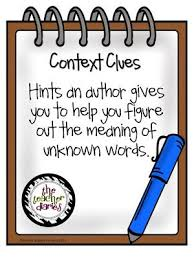 Context Clues
Hints an author gives
you to help you figure
out the meaning of
unknown words.
the
teacher
diaries